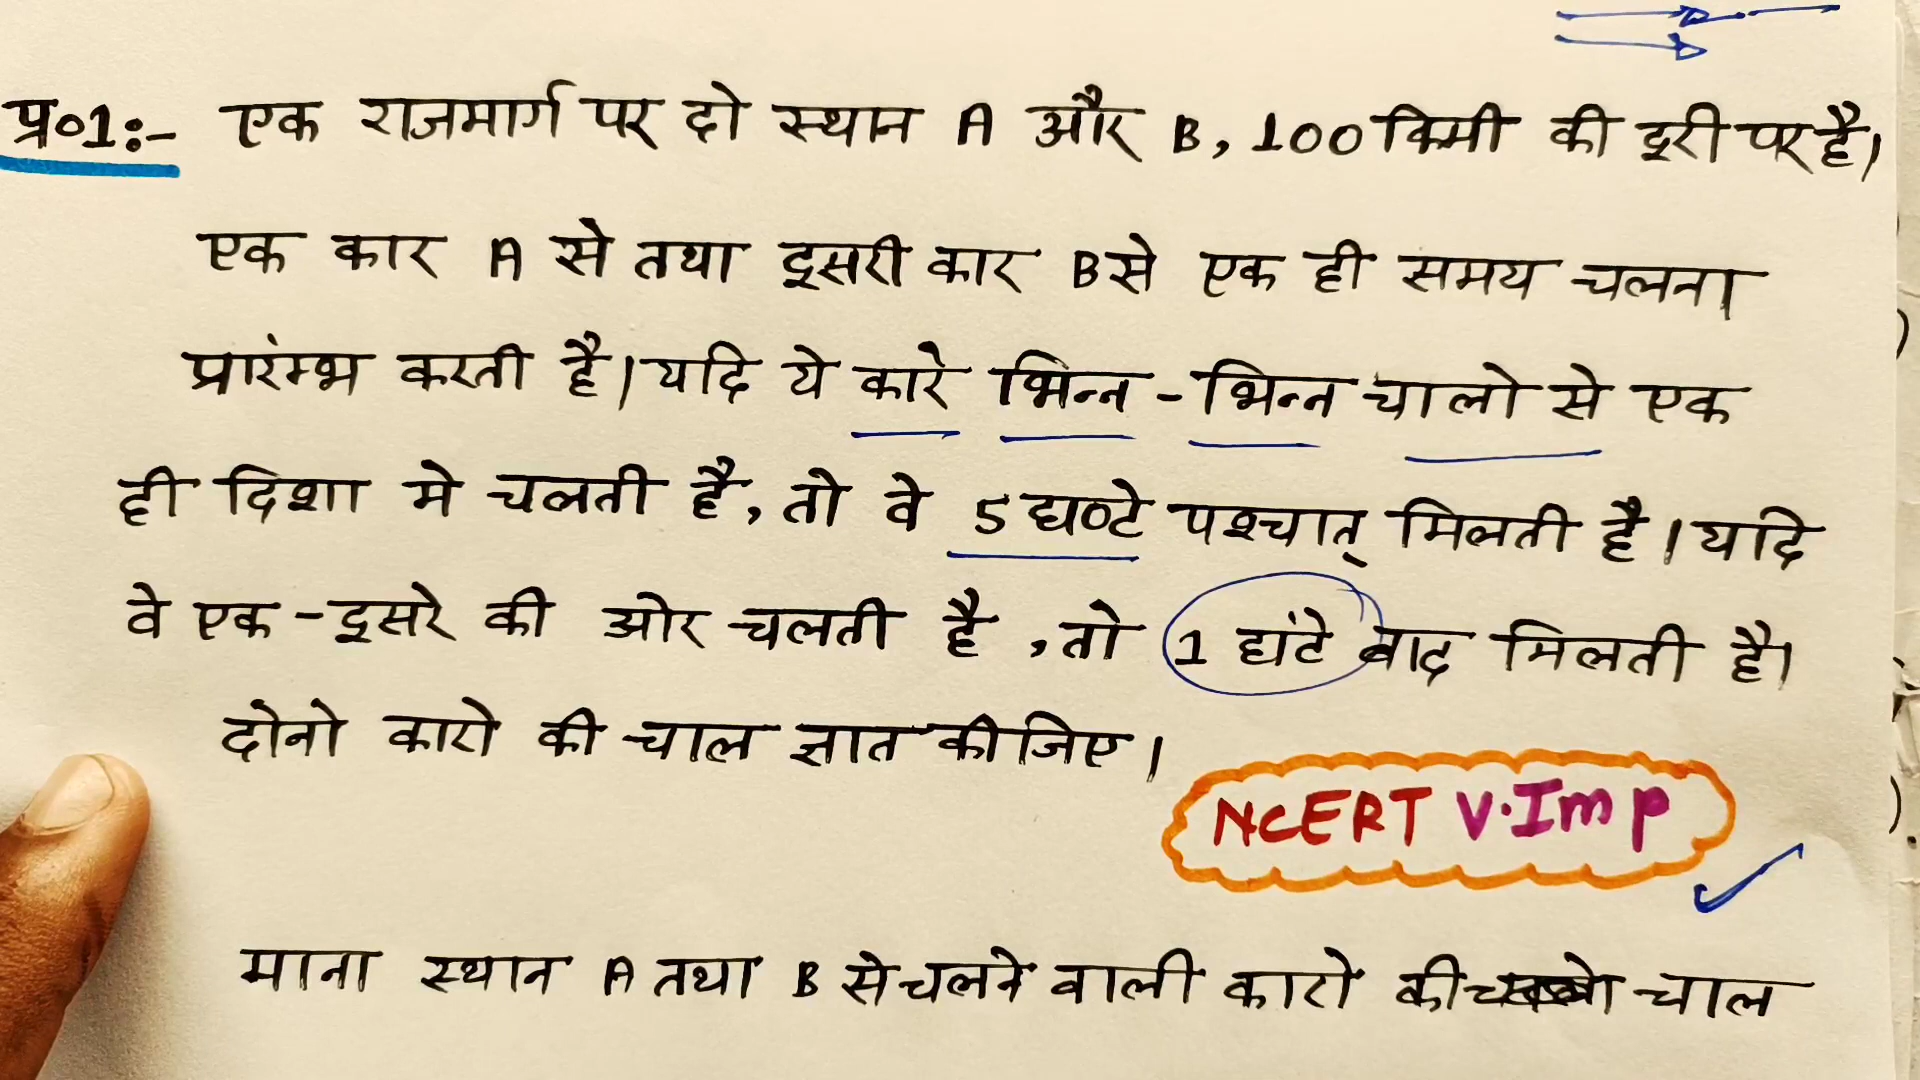 प्र०1:- एक राजमार्ग पर दो स्थान A और B, 100 किमी की दूरी पर है।
एक कार A से तथा दूसरी कार B से एक ही समय चलना
प्रारंम्भ करती है। यदि ये कारे भिन्न - भिन्न चालो से एक
ही दिशा मे चलती है, तो वे 5 घण्टे पश्चात् मिलती है। यदि
वे एक - दूसरे की ओर चलती है, तो 1 घंटे बाद मिलती है।
दोनो कारो की चाल ज्ञात कीजिए।
NCERT V.Imp
माना स्थान A तथा B से चलने वाली कारो की चाल